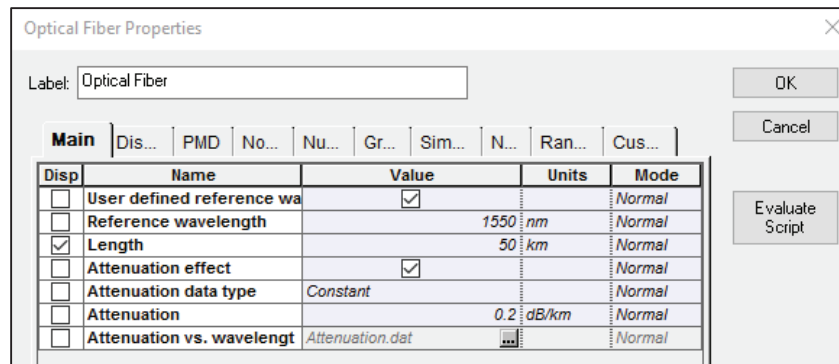 Optical Fiber Properties
Label: Optical Fiber
OK
Cancel
Evaluate
Script
Main Dis... PMD No... Nu... Gr... Sim... N... Ran... Cus...
Disp Name Value Units Mode
User defined reference wa Normal
Reference wavelength 1550 nm Normal
Length 50 km Normal
Attenuation effect Normal
Attenuation data type Constant Normal
Attenuation 0.2 dB/km Normal
Attenuation vs. wavelengt Attenuation.dat ... Normal